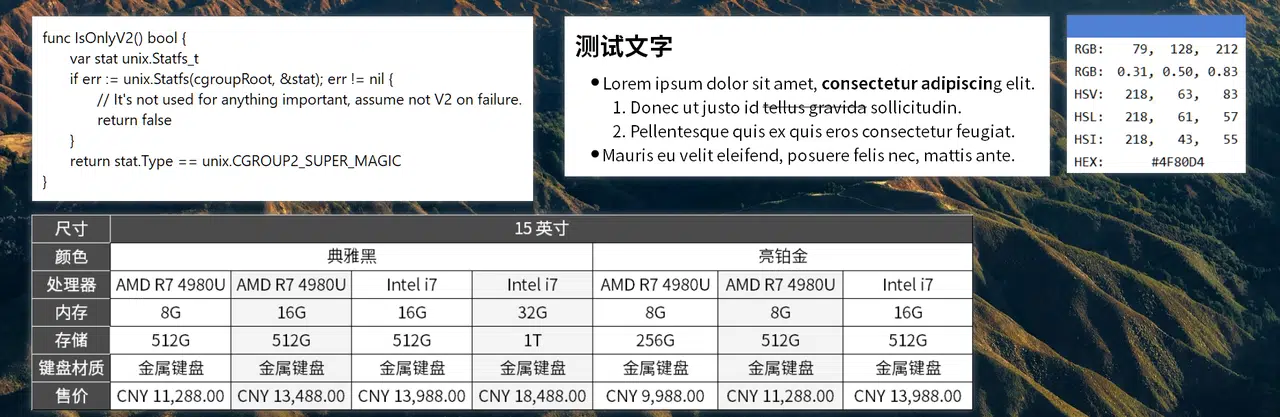 func IsOnlyV2() bool {
var stat unix.Statfs_t
if err := unix.Statfs(cgroupRoot, &stat); err != nil {
// It's not used for anything important, assume not V2 on failure.
return false
}
return stat.Type == unix.CGROUP2_SUPER_MAGIC
}
测试文字
●Lorem ipsum dolor sit amet, consectetur adipiscing elit.
1. Donec ut justo id tellus gravida sollicitudin.
2. Pellentesque quis ex quis eros consectetur feugiat.
●Mauris eu velit eleifend, posuere felis nec, mattis ante.
RGB: 79, 128, 212
RGB: 0.31, 0.50, 0.83
HSV: 218, 63, 83
HSL: 218, 61, 57
HSI: 218, 43, 55
HEX: #4F80D4
尺寸 15 英寸
颜色 典雅黑 亮铂金
处理器 AMD R7 4980U AMD R7 4980U Intel i7 Intel i7 AMD R7 4980U AMD R7 4980U Intel i7
内存 8G 16G 16G 32G 8G 8G 16G
存储 512G 512G 512G 1T 256G 512G 512G
键盘材质 金属键盘 金属键盘 金属键盘 金属键盘 金属键盘 金属键盘 金属键盘
售价 CNY 11,288.00 CNY 13,488.00 CNY 13,988.00 CNY 18,488.00 CNY 9,988.00 CNY 11,288.00 CNY 13,988.00